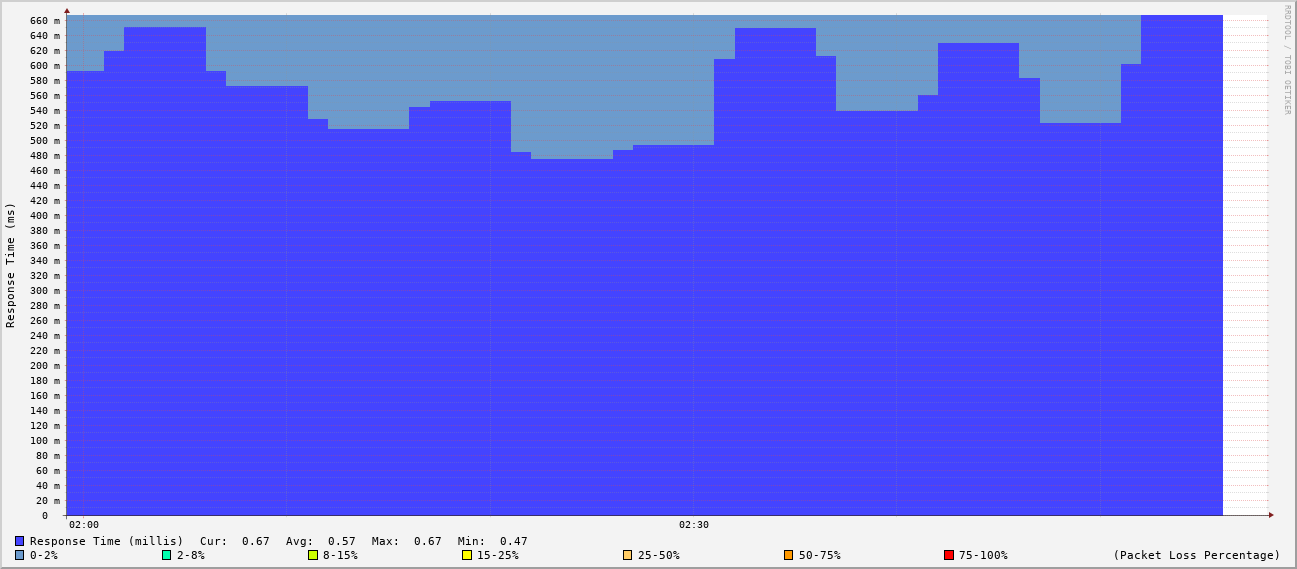 RRDTOOL / TOBI OETIKER
Response Time (ms)
660 m
640 m
620 m
600 m
580 m
560 m
540 m
520 m
500 m
480 m
460 m
440 m
420 m
400 m
380 m
360 m
340 m
320 m
300 m
280 m
260 m
240 m
220 m
200 m
180 m
160 m
140 m
120 m
100 m
80 m
60 m
40 m
20 m
0
02:00 02:30
Response Time (millis) Cur: 0.67 Avg: 0.57 Max: 0.67 Min: 0.47
0-2% 2-8% 8-15% 15-25% 25-50% 50-75% 75-100% (Packet Loss Percentage)